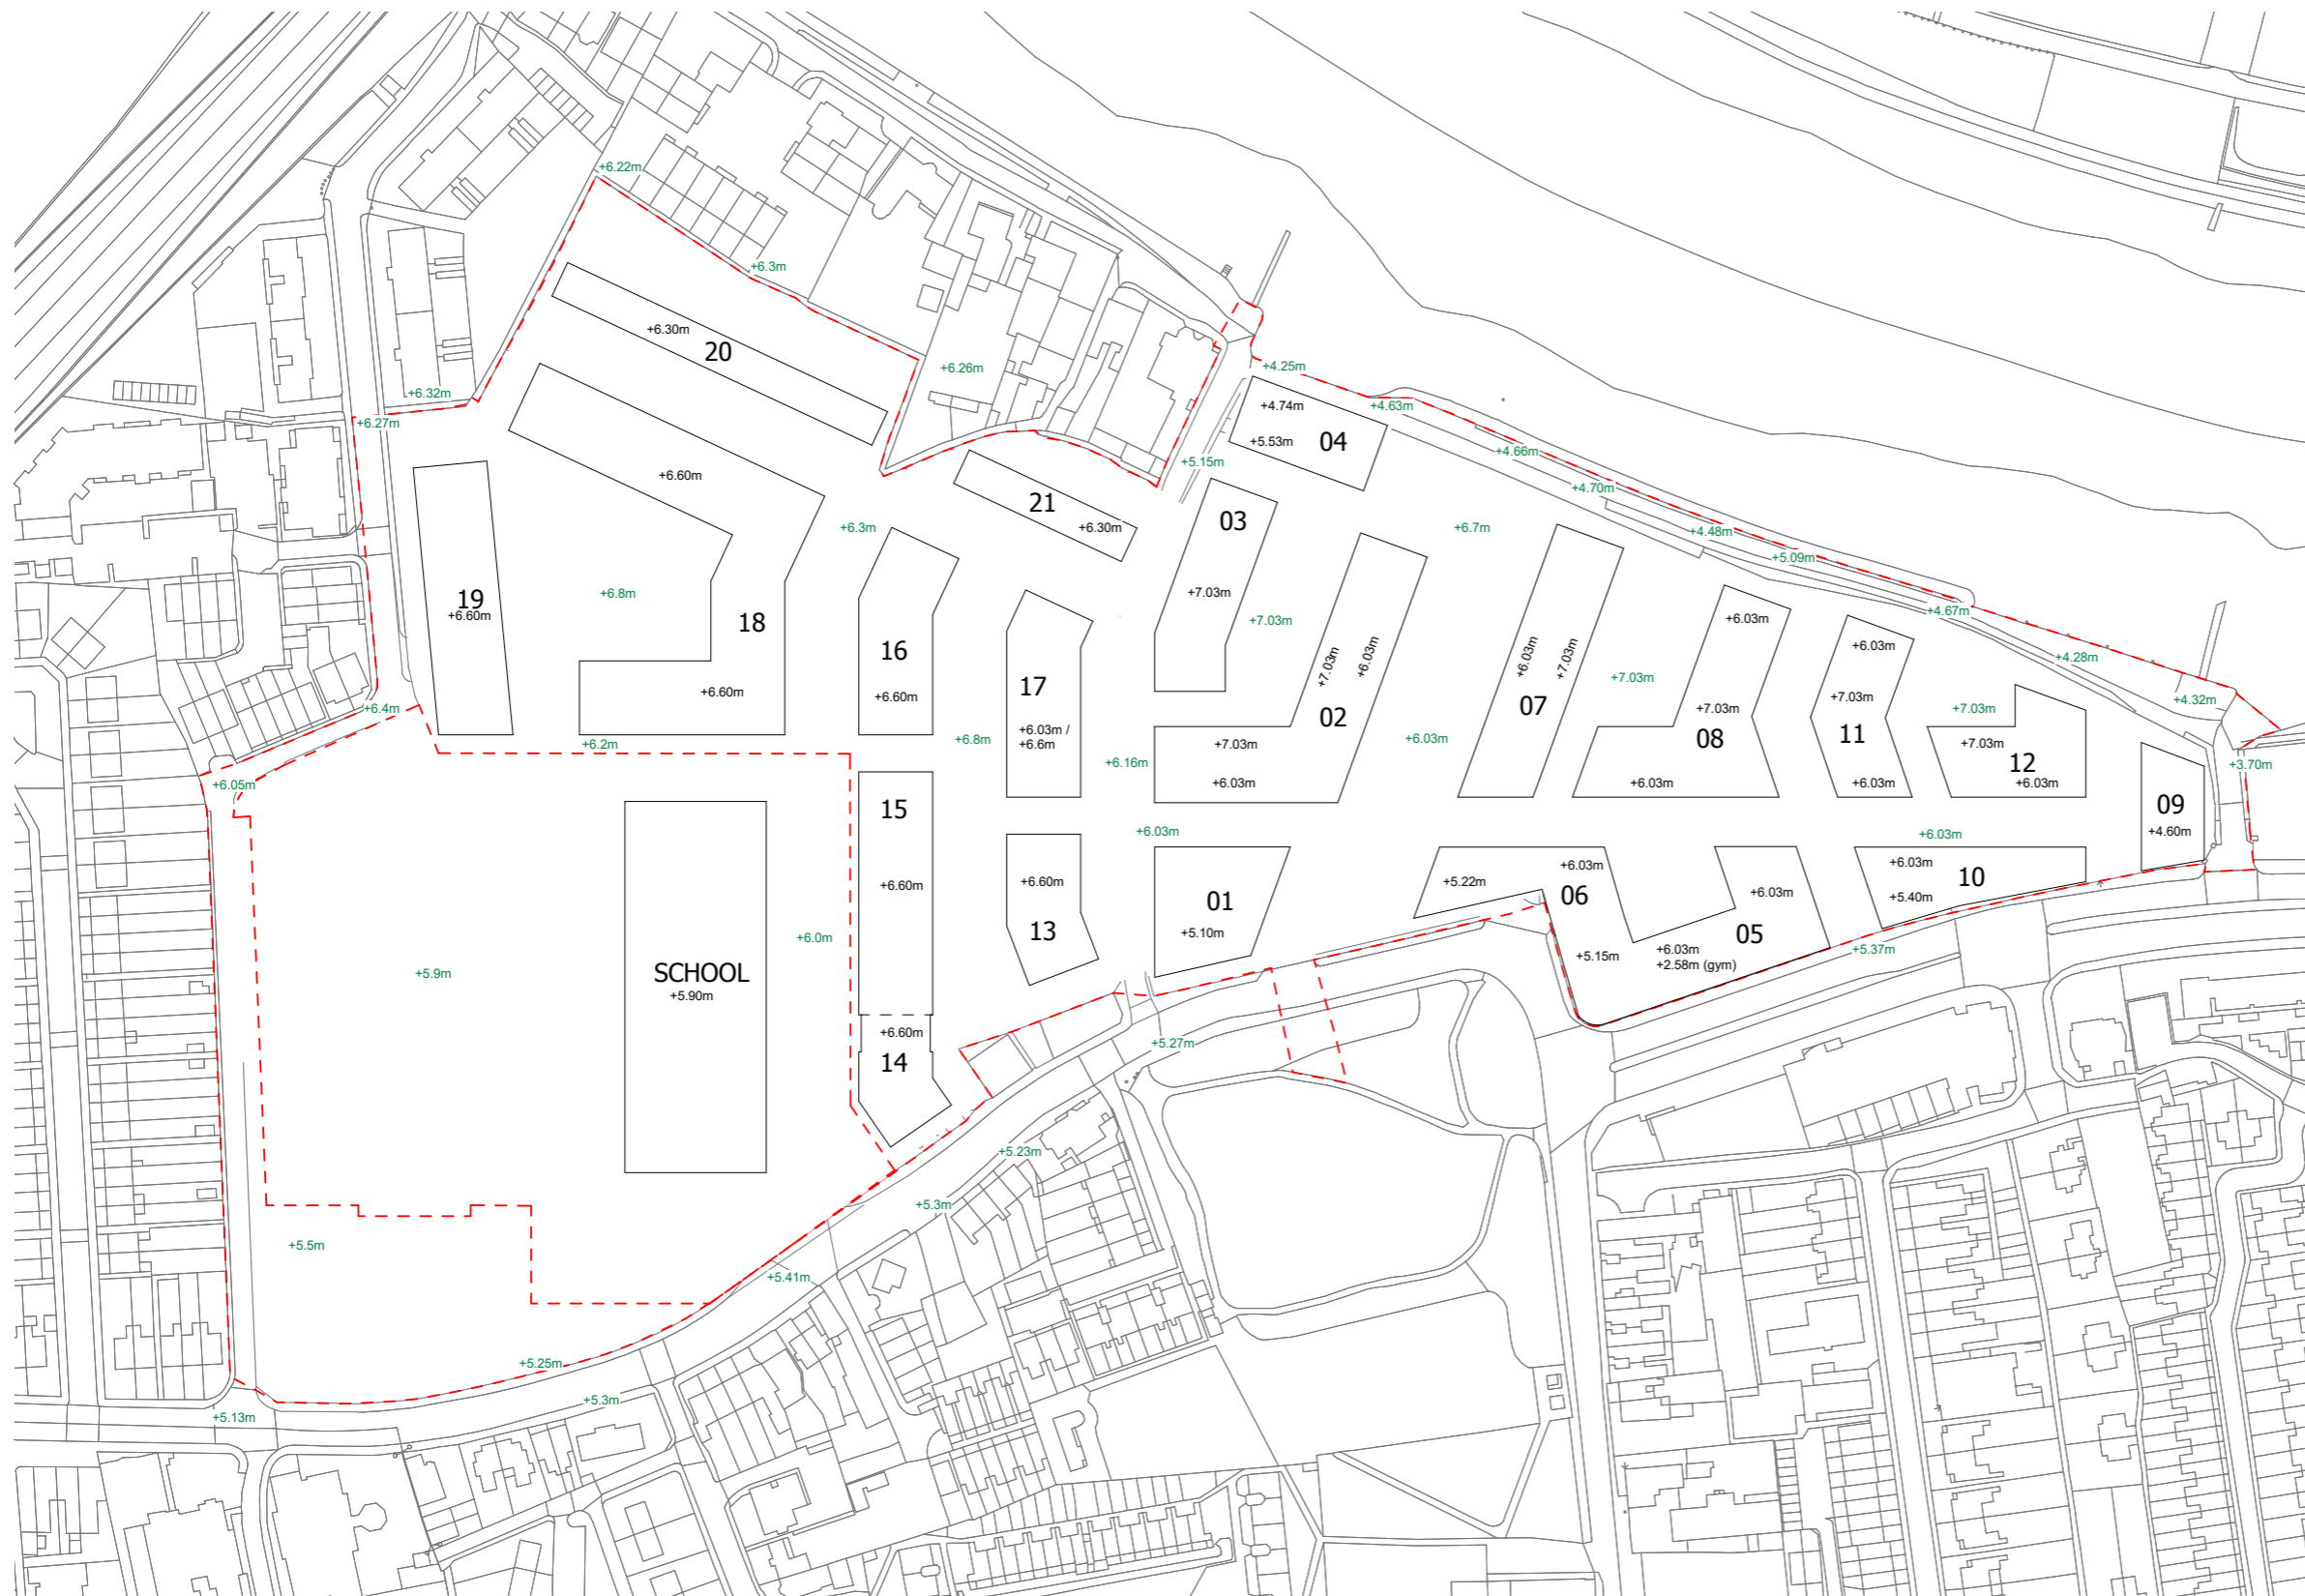 +6.22m
+6.3m
+6.30m
20
+6.26m
+4.25m
+6.32m
+6.27m
+4.74m
+4.63m
+5.53m
04
+4.66m
+5.15m
+6.60m
+4.70m
21
+6.30m
03
+6.3m
+6.7m
+4.48m
+5.09m
19
+6.60m
+6.8m
18
+7.03m
+7.03m
+4.67m
16
+7.03m
+6.03m
+6.03m
+7.03m
+6.03m
+6.03m
+4.28m
17
+7.03m
+6.60m
+6.60m
+4.32m
+6.4m
02
07
+7.03m
+7.03m
+7.03m
+6.2m
+6.8m
+6.03m /
+6.6m
+7.03m
+6.03m
08
11
+7.03m
12
+6.16m
+3.70m
+6.05m
+6.03m
+6.03m
+6.03m
+6.03m
15
09
+4.60m
+6.03m
+6.03m
+6.60m
+6.60m
+5.22m
+6.03m
06
+6.03m
+6.03m
10
+5.40m
01
+5.10m
13
+6.0m
05
+5.37m
+5.15m
+6.03m
+2.58m (gym)
+5.9m
SCHOOL
+5.90m
+6.60m
14
+5.27m
+5.23m
+5.3m
+5.5m
+5.41m
+5.25m
+5.3m
+5.13m